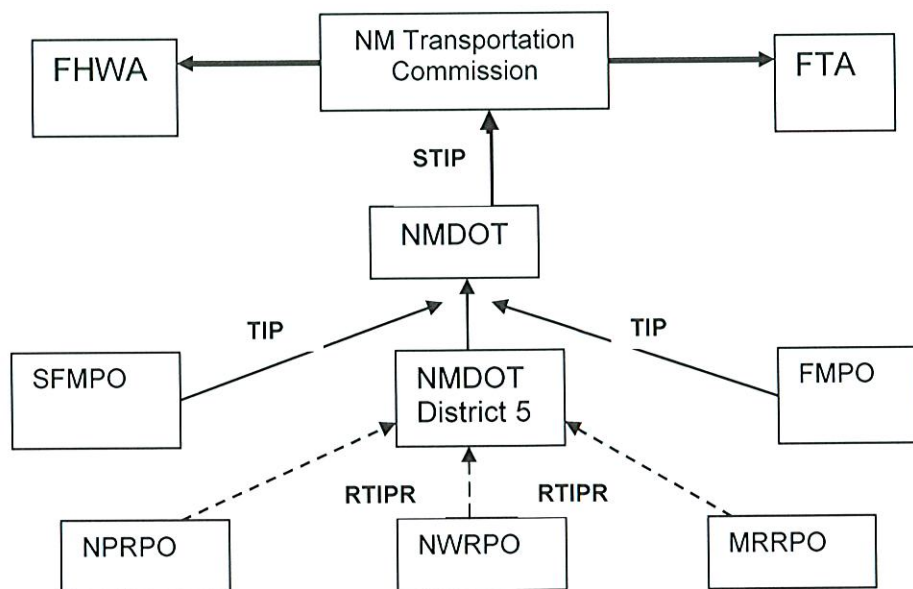 FHWA
NM Transportation
Commission
FTA
STIP
NMDOT
TIP
TIP
SFMPO
NMDOT
District 5
FMPO
RTIPR
RTIPR
NPRPO
NWRPO
MRRPO